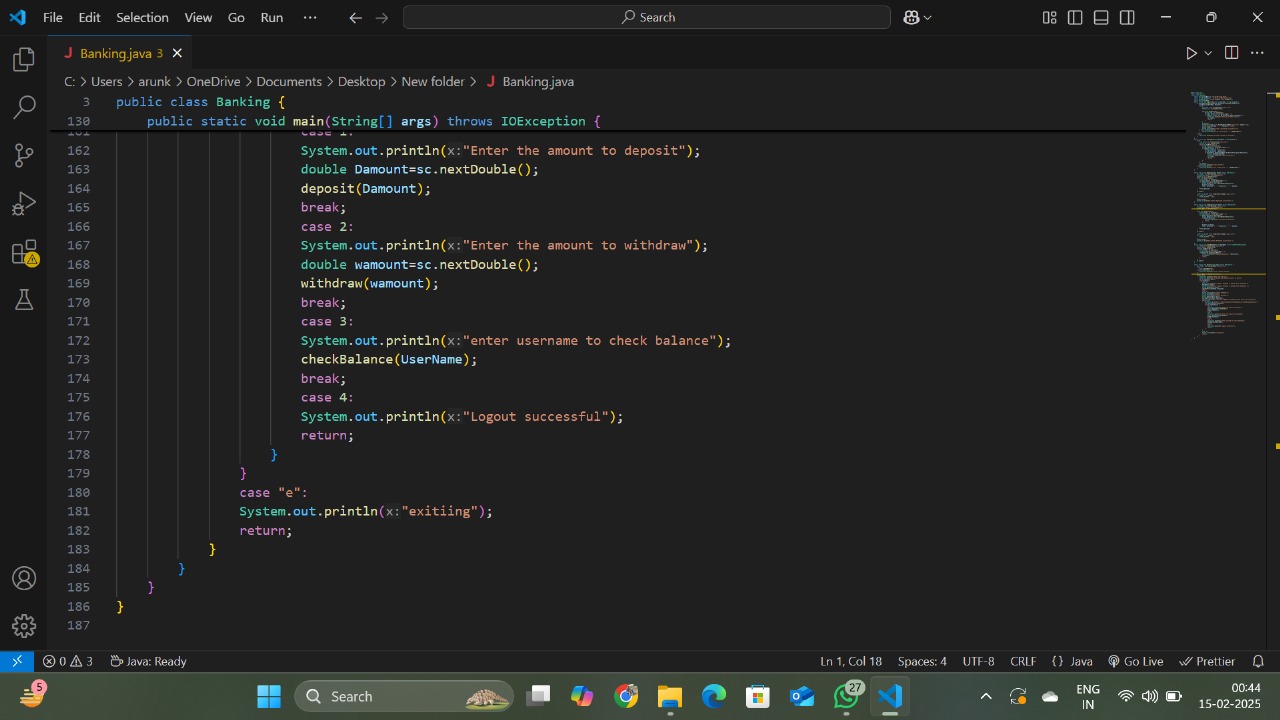 File Edit Selection View Go Run ··· Search
Banking.java 3
C: > Users > arunk > OneDrive > Documents > Desktop > New folder > J Banking.java
3 public class Banking {
130 public static void main(String[] args) throws IOException {
161 case 1:
162 System.out.println(x:"Enter the amount to deposit");
163 double Damount=sc.nextDouble();
164 deposit(Damount);
165 break;
166 case 2:
167 System.out.println(x:"Enter the amount to withdraw");
168 double wamount=sc.nextDouble();
169 withdraw(wamount);
170 break;
171 case 3:
172 System.out.println(x:"enter username to check balance");
173 checkBalance(UserName);
174 break;
175 case 4:
176 System.out.println(x:"Logout successful");
177 return;
178 }
179 }
180 case "e":
181 System.out.println(x:"exitiing");
182 return;
183 }
184 }
185 }
186 }
187
0 3 Java: Ready Ln 1, Col 18 Spaces: 4 UTF-8 CRLF {} Java Go Live Prettier
5 Search 27 ENG IN 00:44 15-02-2025